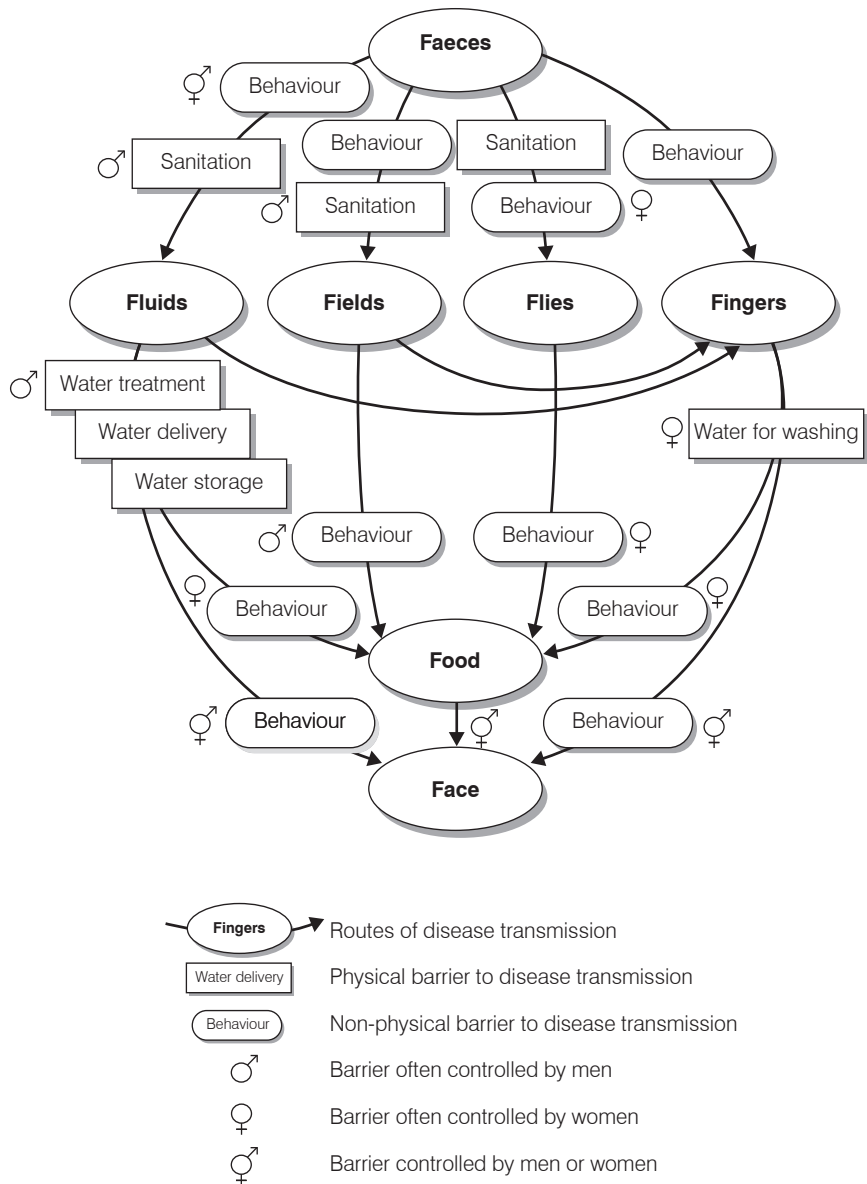 Faeces
Behaviour
Sanitation
Behaviour
Sanitation
Sanitation
Behaviour
Behaviour
Fluids
Fields
Flies
Fingers
Water treatment
Water delivery
Water storage
Water for washing
Behaviour
Behaviour
Behaviour
Behaviour
Food
Behaviour
Behaviour
Face
Fingers
Routes of disease transmission
Water delivery
Physical barrier to disease transmission
Behaviour
Non-physical barrier to disease transmission
♂ Barrier often controlled by men
♀ Barrier often controlled by women
⚥ Barrier controlled by men or women